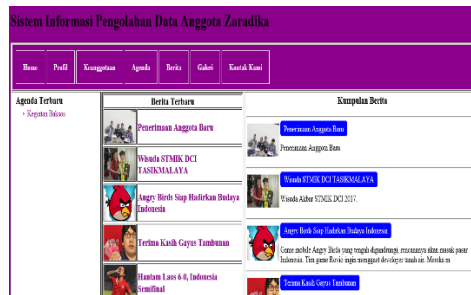 Sistem Informasi Pengolahan Data Anggota Zaradika
Home Profil Keanggotaan Agenda Berita Galeri Kontak Kami
Agenda Terbaru
Kegiatan Baksos
Berita Terbaru
Penerimaan Anggota Baru
Wisuda STMIK DCI
TASIKMALAYA
Angry Birds Siap Hadirkan Budaya
Indonesia
Terima Kasih Gayus Tambunan
Hantam Laos 6-0, Indonesia
Semifinal
Kumpulan Berita
Penerimaan Anggota Baru
Penerimaan Anggota Baru
Wisuda STMIK DCI TASIKMALAYA
Wisuda Akbar STMIK DCI 2017.
Angry Birds Siap Hadirkan Budaya Indonesia
Game mobile Angry Birds yang tengah digandrungi, rencananya akan masuk pasar
Indonesia. Tim game Rovio ingin menggaet developer tanah air. Mereka m
Terima Kasih Gayus Tambunan